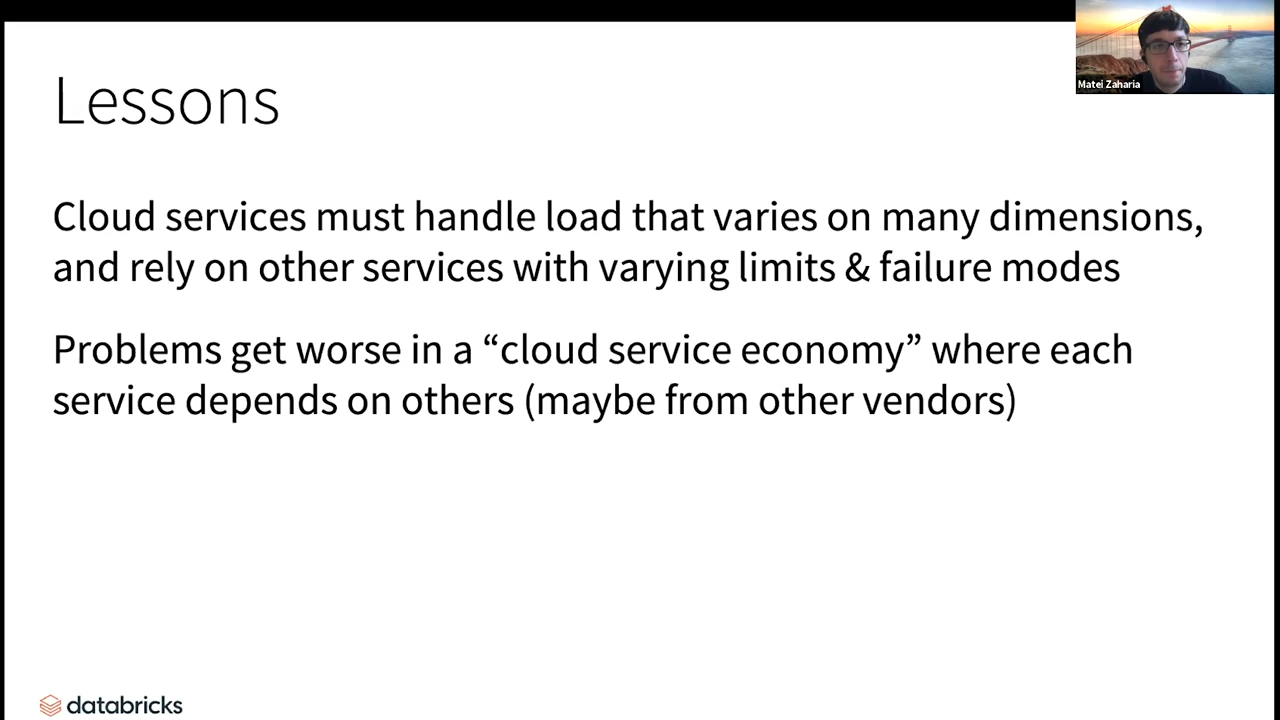 Matei Zaharia
Lessons
Cloud services must handle load that varies on many dimensions,
and rely on other services with varying limits & failure modes
Problems get worse in a “cloud service economy” where each
service depends on others (maybe from other vendors)
databricks